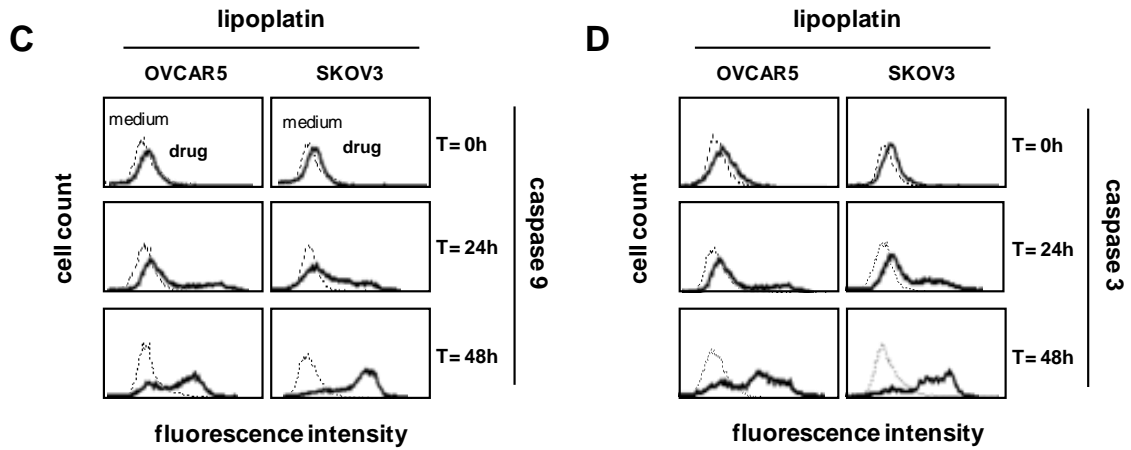 C
lipoplatin
OVCAR5 SKOV3
medium drug
medium drug
T= 0h
T= 24h
T= 48h
cell count
caspase 9
fluorescence intensity
D
lipoplatin
OVCAR5 SKOV3
T= 0h
T= 24h
T= 48h
cell count
caspase 3
fluorescence intensity